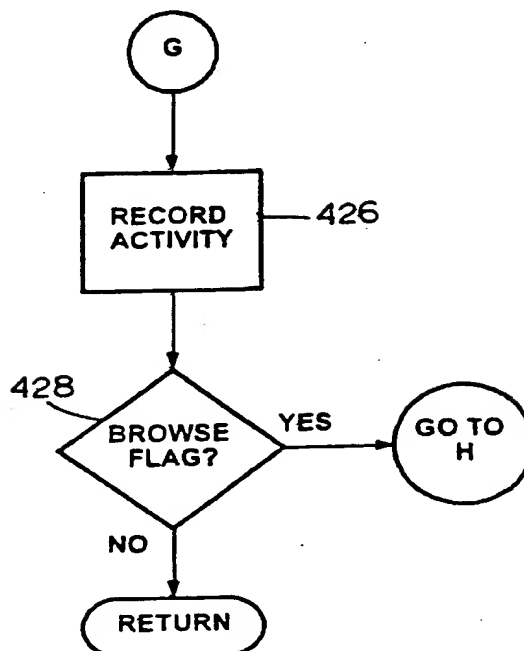 G
RECORD
ACTIVITY
426
428
BROWSE
FLAG?
YES
GO TO
H
NO
RETURN